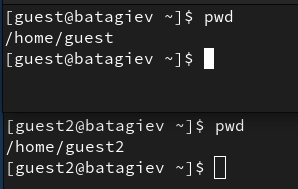 [guest@batagiev ~]$ pwd
/home/guest
[guest@batagiev ~]$
[guest2@batagiev ~]$ pwd
/home/guest2
[guest2@batagiev ~]$